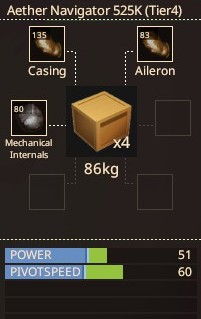 Aether Navigator 525K (Tier4)
135
83
Casing
Aileron
80
Mechanical
Internals
x4
86kg
POWER 51
PIVOTSPEED 60